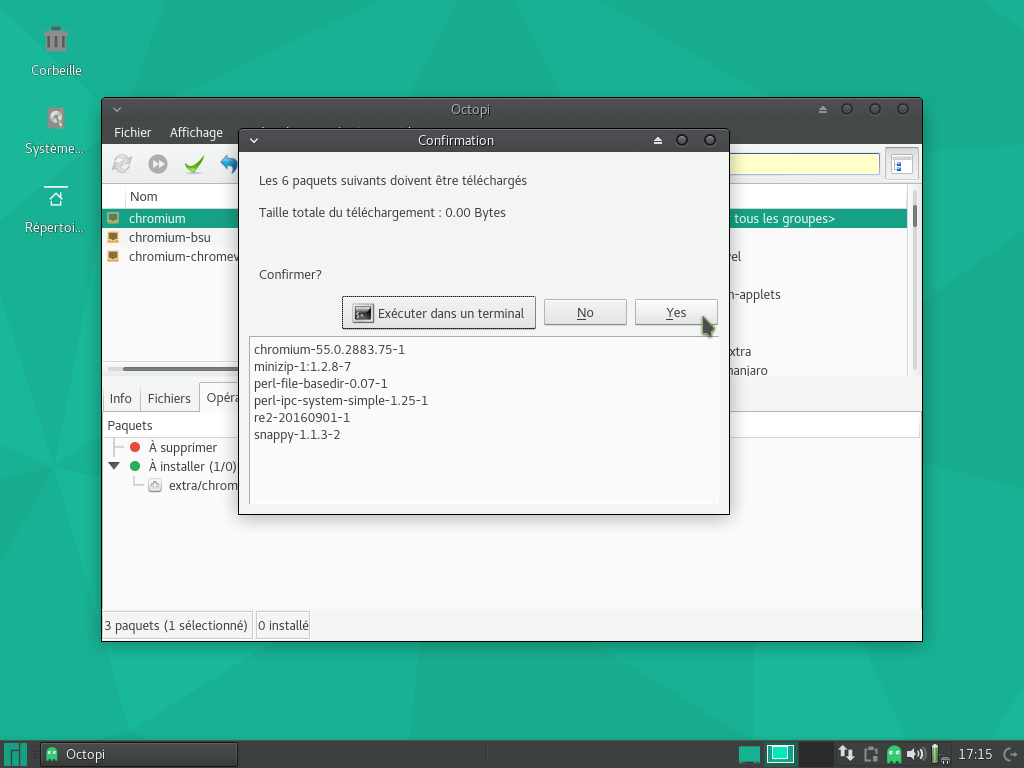 Corbeille
Système...
Répertoi...
Octopi
Fichier Affichage
Confirmation
Les 6 paquets suivants doivent être téléchargés
Taille totale du téléchargement : 0.00 Bytes
Confirmer?
Exécuter dans un terminal No Yes
chromium-55.0.2883.75-1
minizip-1:1.2.8-7
perl-file-basedir-0.07-1
perl-ipc-system-simple-1.25-1
re2-20160901-1
snappy-1.1.3-2
Nom
chromium
chromium-bsu
chromium-chromev
tous les groupes>
vel
n-applets
xtra
manjaro
Info Fichiers Opéra
Paquets
À supprimer
À installer (1/0)
extra/chrom
3 paquets (1 sélectionné) 0 installé
Octopi 17:15